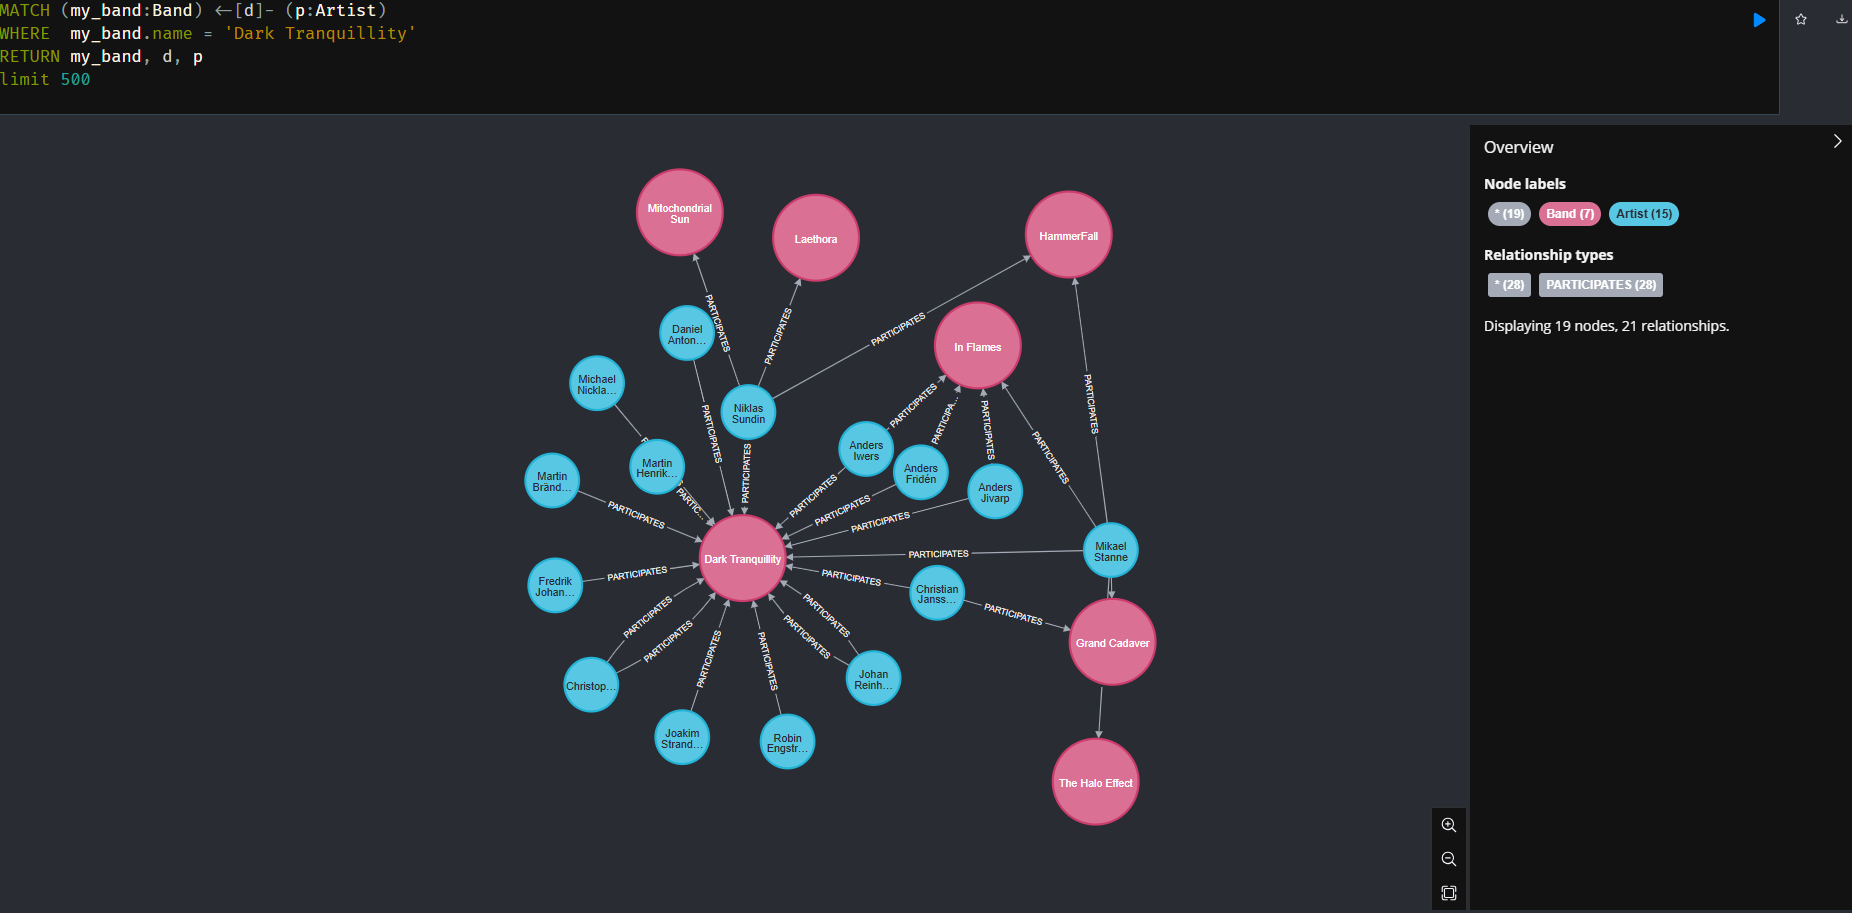 MATCH (my_band:Band) <-[d]- (p:Artist)
WHERE  my_band.name = 'Dark Tranquillity'
RETURN my_band, d, p
limit 500
Overview
Node labels
* (19) Band (7) Artist (15)
Relationship types
* (28) PARTICIPATES (28)
Displaying 19 nodes, 21 relationships.
Mitochondrial
Sun
Laethora
HammerFall
PARTICIPATES
PARTICIPATES
PARTICIPATES
Daniel
Anton...
In Flames
Michael
Nickla...
Niklas
Sundin
PARTICIPATES
PARTICIPATES
PARTICIPA...
PARTICIPATES
PARTICIPATES
PARTICIPATES
Anders
Iwers
Anders
Fridén
Anders
Jivarp
Martin
Henrik...
Martin
Bränd...
PARTICIPATES
PARTIC...
PARTICIPATES
PARTICIPATES
PARTICIPATES
PARTICIPATES
Dark Tranquillity
PARTICIPATES
Mikael
Stanne
Fredrik
Johan...
PARTICIPATES
PARTICIPATES
Christian
Janss...
PARTICIPATES
Grand Cadaver
PARTICIPATES
PARTICIPATES
PARTICIPATES
PARTICIPATES
PARTICIPATES
PARTICIPATES
Christop...
Johan
Reinh...
Joakim
Strand...
Robin
Engstr...
The Halo Effect